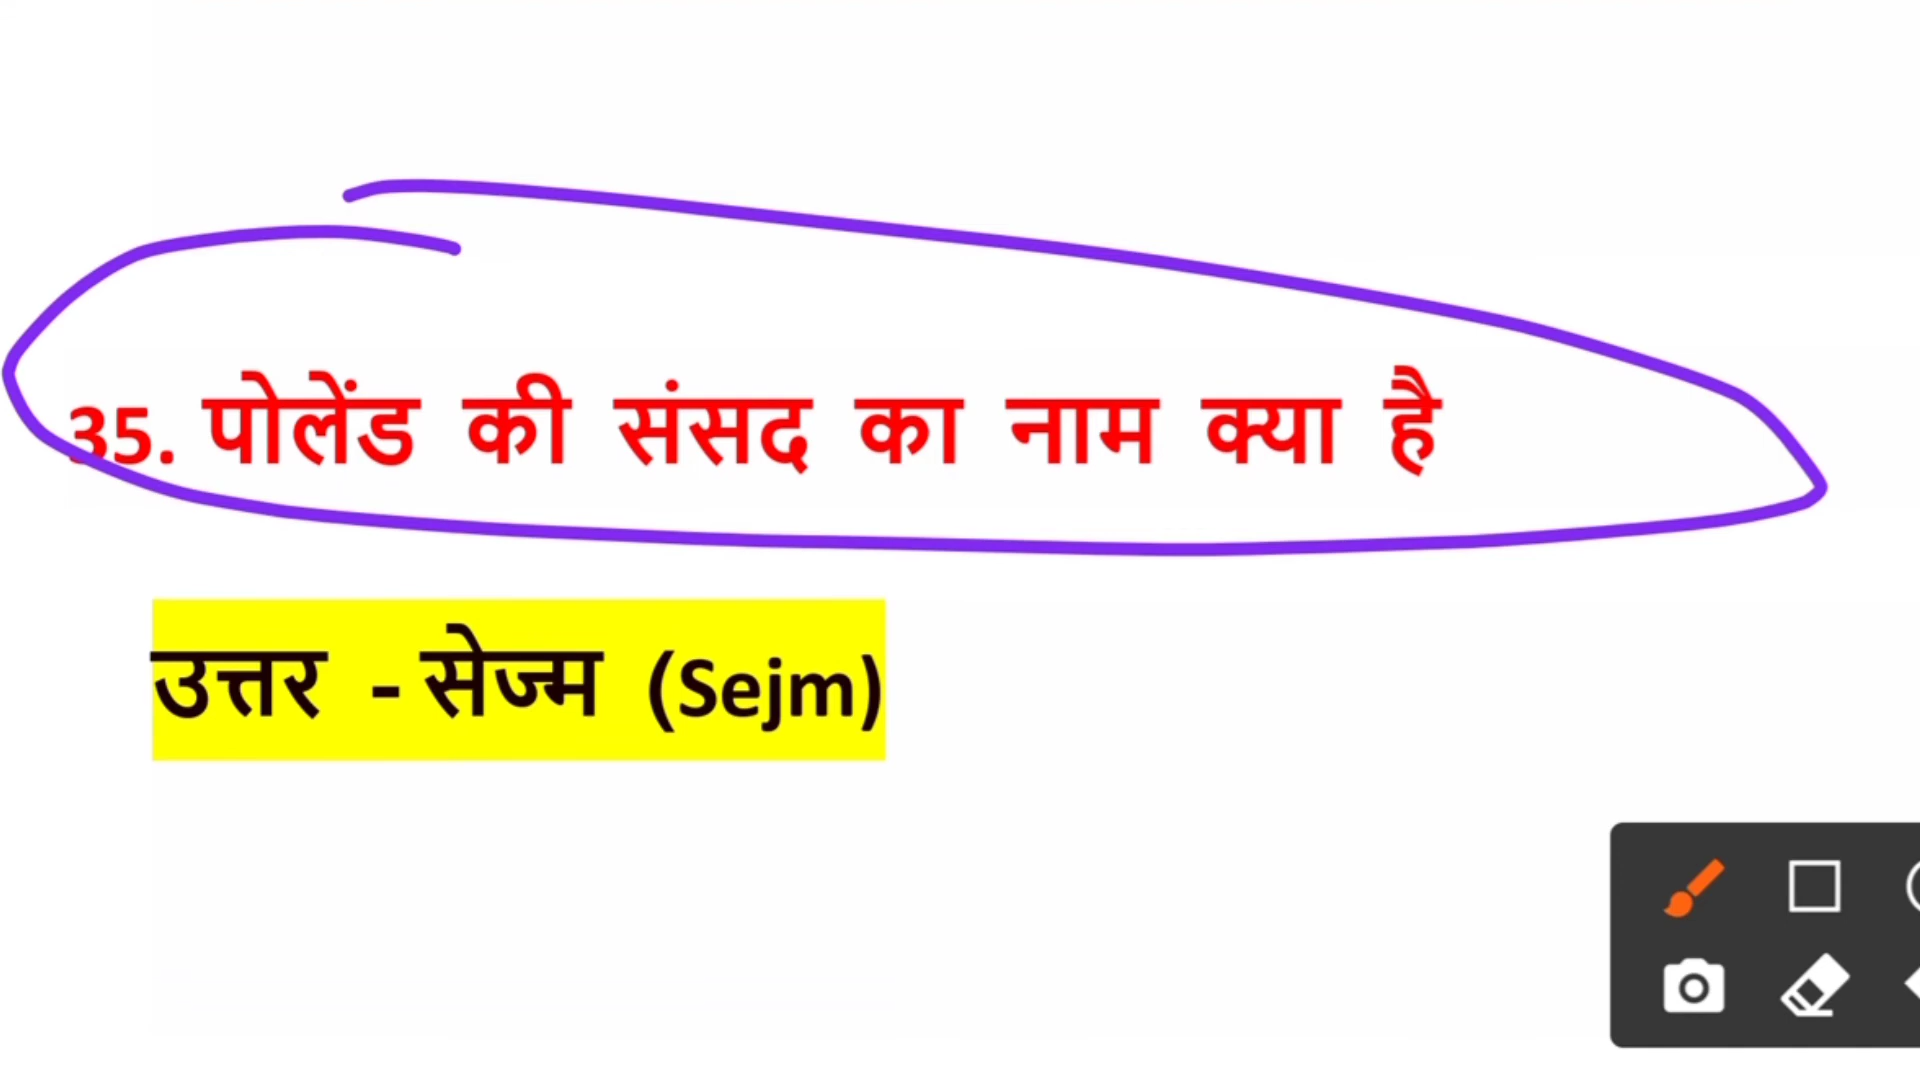 35. पोलेंड की संसद का नाम क्या है
उत्तर - सेज्म (Sejm)